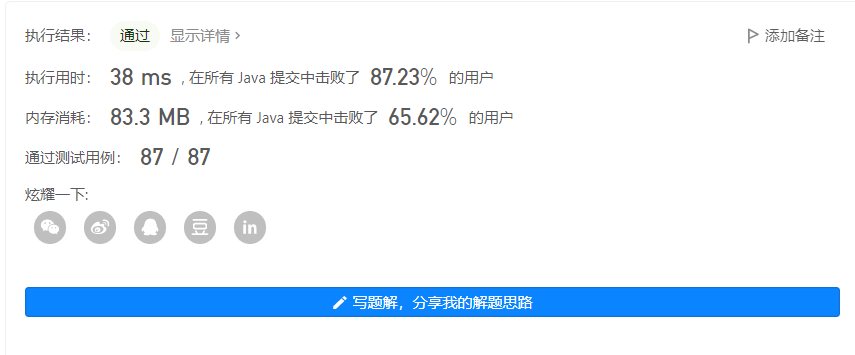 执行结果： 通过 显示详情 > 添加备注
执行用时： 38 ms , 在所有 Java 提交中击败了 87.23% 的用户
内存消耗： 83.3 MB , 在所有 Java 提交中击败了 65.62% 的用户
通过测试用例： 87 / 87
炫耀一下:
豆 in
写题解，分享我的解题思路